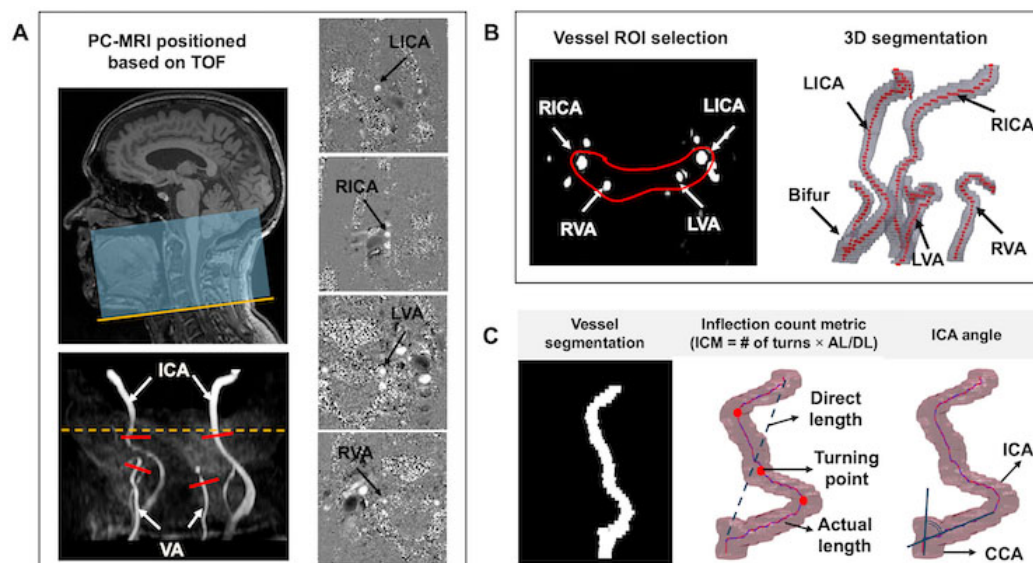 A
PC-MRI positioned
based on TOF
LICA
RICA
LVA
RVA
ICA
VA
B
Vessel ROI selection
3D segmentation
RICA
LICA
RVA
LVA
LICA
RICA
Bifur
LVA
RVA
C
Vessel
segmentation
Inflection count metric
(ICM = # of turns × AL/DL)
ICA angle
Direct
length
Turning
point
Actual
length
ICA
CCA